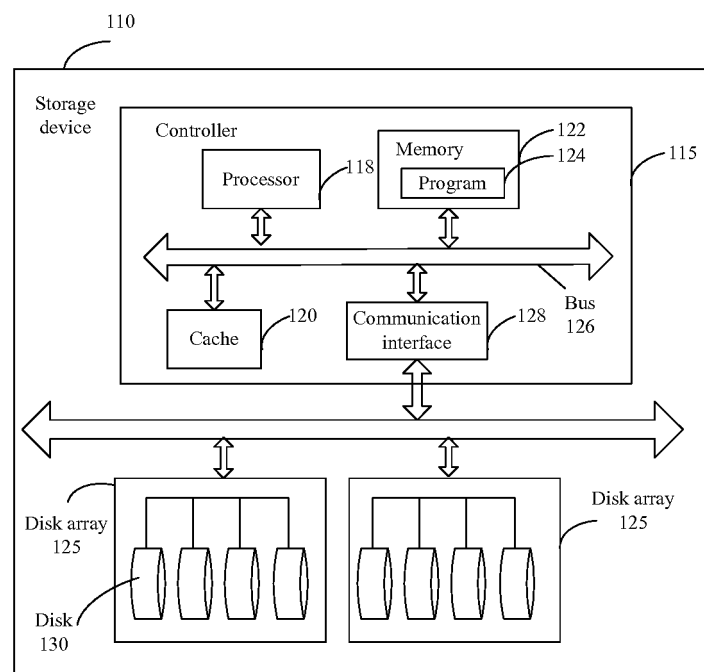 110
Storage
device
Controller
Processor
118
Memory
Program
122
124
115
Bus
126
Cache
120
Communication
interface
128
Disk array
125
Disk
130
Disk array
125